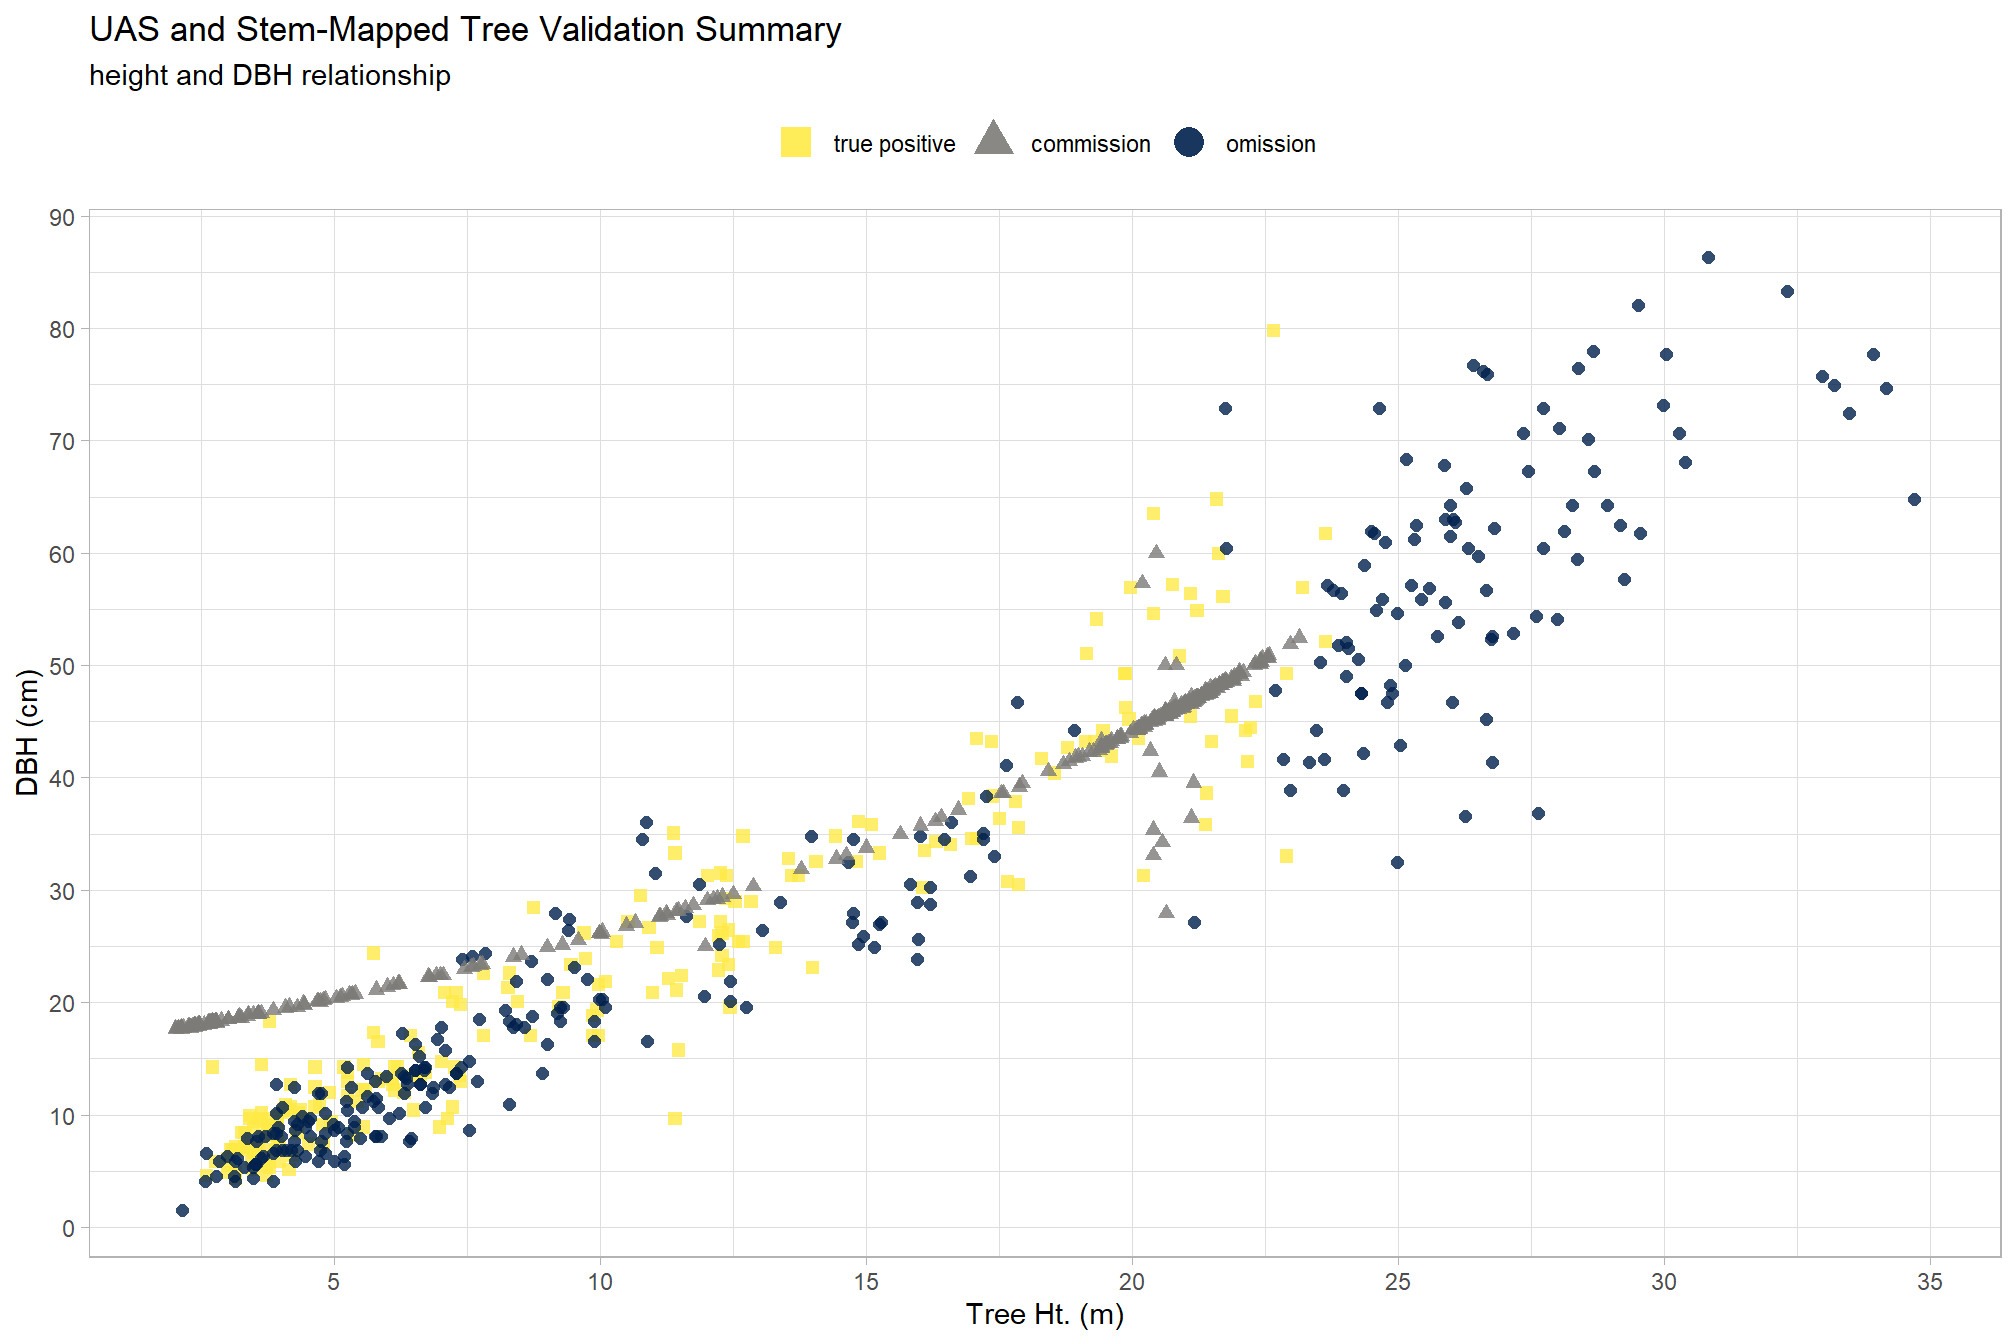 UAS and Stem-Mapped Tree Validation Summary
height and DBH relationship
true positive commission omission
90
80
70
60
50
40
30
20
10
0
DBH (cm)
5 10 15 20 25 30 35
Tree Ht. (m)